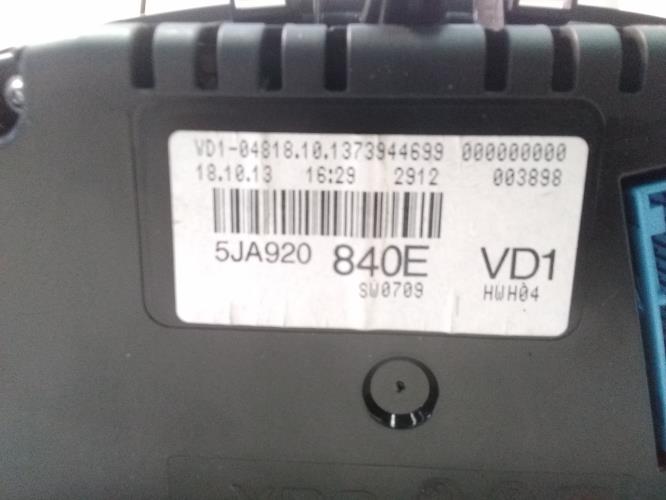 VD1-04818.10.1373944699 000000000
18.10.13 16:29 2912 003898
5JA920 840E VD1
SW0709 HWH04